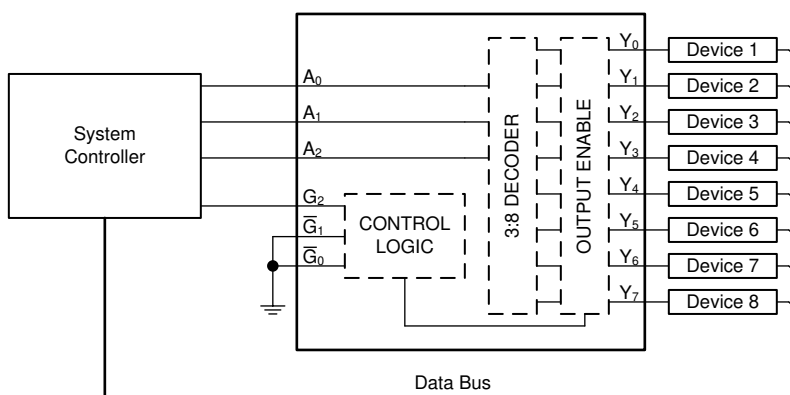 System
Controller
A₀
A₁
A₂
G₂
G̅₁
G̅₀
CONTROL
LOGIC
3:8 DECODER
OUTPUT ENABLE
Y₀
Y₁
Y₂
Y₃
Y₄
Y₅
Y₆
Y₇
Device 1
Device 2
Device 3
Device 4
Device 5
Device 6
Device 7
Device 8
Data Bus